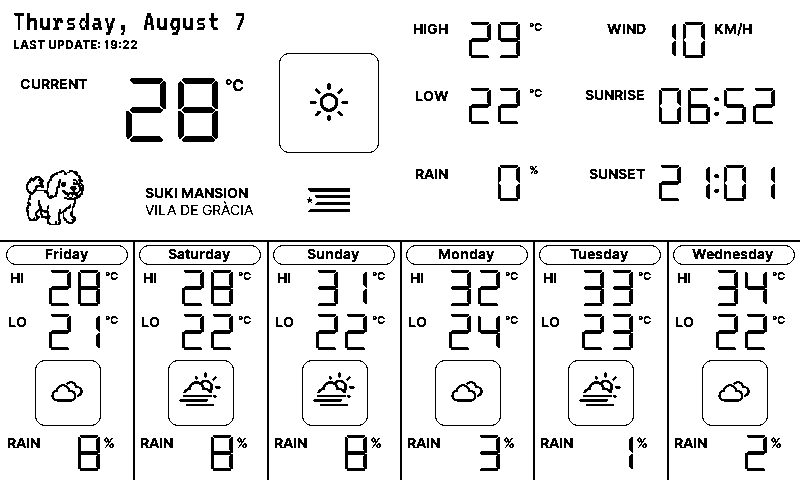 Thursday, August 7
LAST UPDATE: 19:22
CURRENT 28 °C
SUKI MANSION
VILA DE GRÀCIA
HIGH 29 °C
LOW 22 °C
RAIN 0 %
WIND 10 KM/H
SUNRISE 06:52
SUNSET 21:01
Friday
HI 28 °C
LO 21 °C
RAIN 8 %
Saturday
HI 28 °C
LO 22 °C
RAIN 8 %
Sunday
HI 31 °C
LO 22 °C
RAIN 8 %
Monday
HI 32 °C
LO 24 °C
RAIN 3 %
Tuesday
HI 33 °C
LO 23 °C
RAIN 1 %
Wednesday
HI 34 °C
LO 22 °C
RAIN 2 %